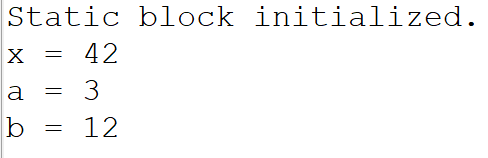 Static block initialized.
x = 42
a = 3
b = 12